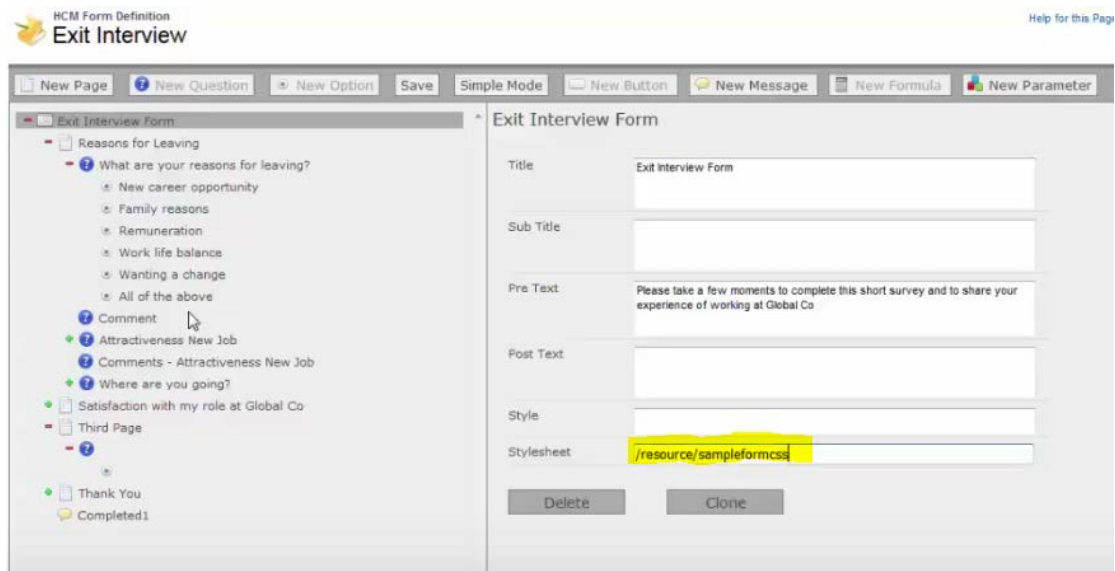 HCM Form Definition
Exit Interview
Help for this Page
New Page
New Question
New Option
Save
Simple Mode
New Button
New Message
New Formula
New Parameter
Exit Interview Form
Reasons for Leaving
What are your reasons for leaving?
New career opportunity
Family reasons
Remuneration
Work life balance
Wanting a change
All of the above
Comment
Attractiveness New Job
Comments - Attractiveness New Job
Where are you going?
Satisfaction with my role at Global Co
Third Page
Thank You
Completed1
Exit Interview Form
Title
Exit Interview Form
Sub Title
Pre Text
Please take a few moments to complete this short survey and to share your
experience of working at Global Co
Post Text
Style
Stylesheet
/resource/sampleformcss
Delete
Clone